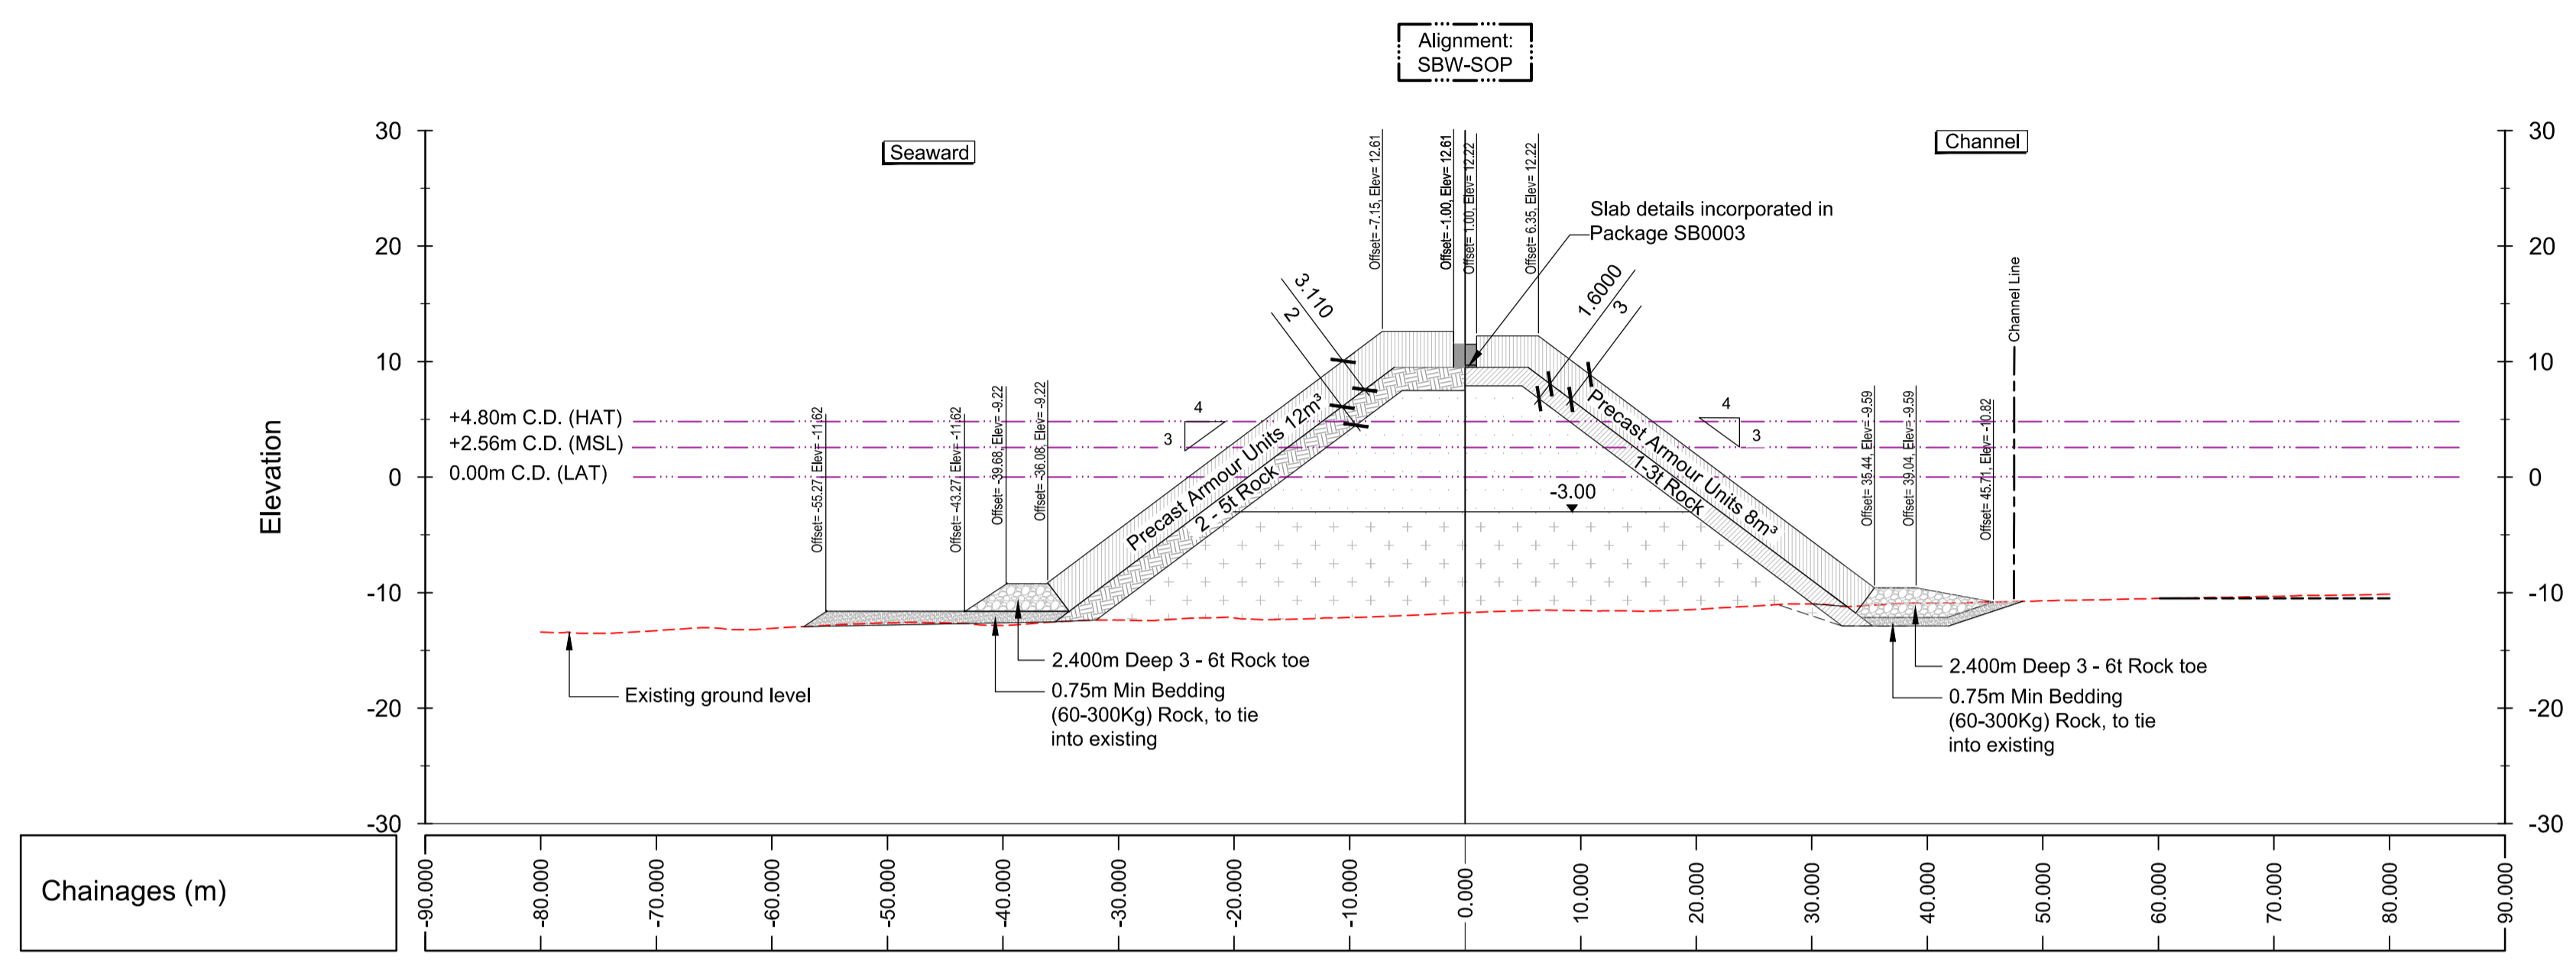 Alignment:
SBW-SOP
Seaward
Channel
Elevation
30
20
10
0
-10
-20
-30
30
20
10
0
-10
-20
-30
+4.80m C.D. (HAT)
+2.56m C.D. (MSL)
0.00m C.D. (LAT)
Offset= -55.27, Elev= -11.62
Offset= -43.27, Elev= -11.62
Offset= -39.68, Elev= -9.22
Offset= -36.08, Elev= -9.22
Offset= -7.15, Elev= 12.61
Offset= -1.00, Elev= 12.61
Offset= 1.00, Elev= 12.22
Offset= 6.35, Elev= 12.22
Offset= 35.44, Elev= -9.59
Offset= 39.04, Elev= -9.59
Offset= 45.71, Elev= -10.82
Channel Line
Slab details incorporated in
Package SB0003
3.110
2
1.6000
3
4
3
4
3
Precast Armour Units 12m³
2 - 5t Rock
Precast Armour Units 8m³
1-3t Rock
-3.00
Existing ground level
2.400m Deep 3 - 6t Rock toe
0.75m Min Bedding
(60-300Kg) Rock, to tie
into existing
2.400m Deep 3 - 6t Rock toe
0.75m Min Bedding
(60-300Kg) Rock, to tie
into existing
Chainages (m)
-90.000
-80.000
-70.000
-60.000
-50.000
-40.000
-30.000
-20.000
-10.000
0.000
10.000
20.000
30.000
40.000
50.000
60.000
70.000
80.000
90.000